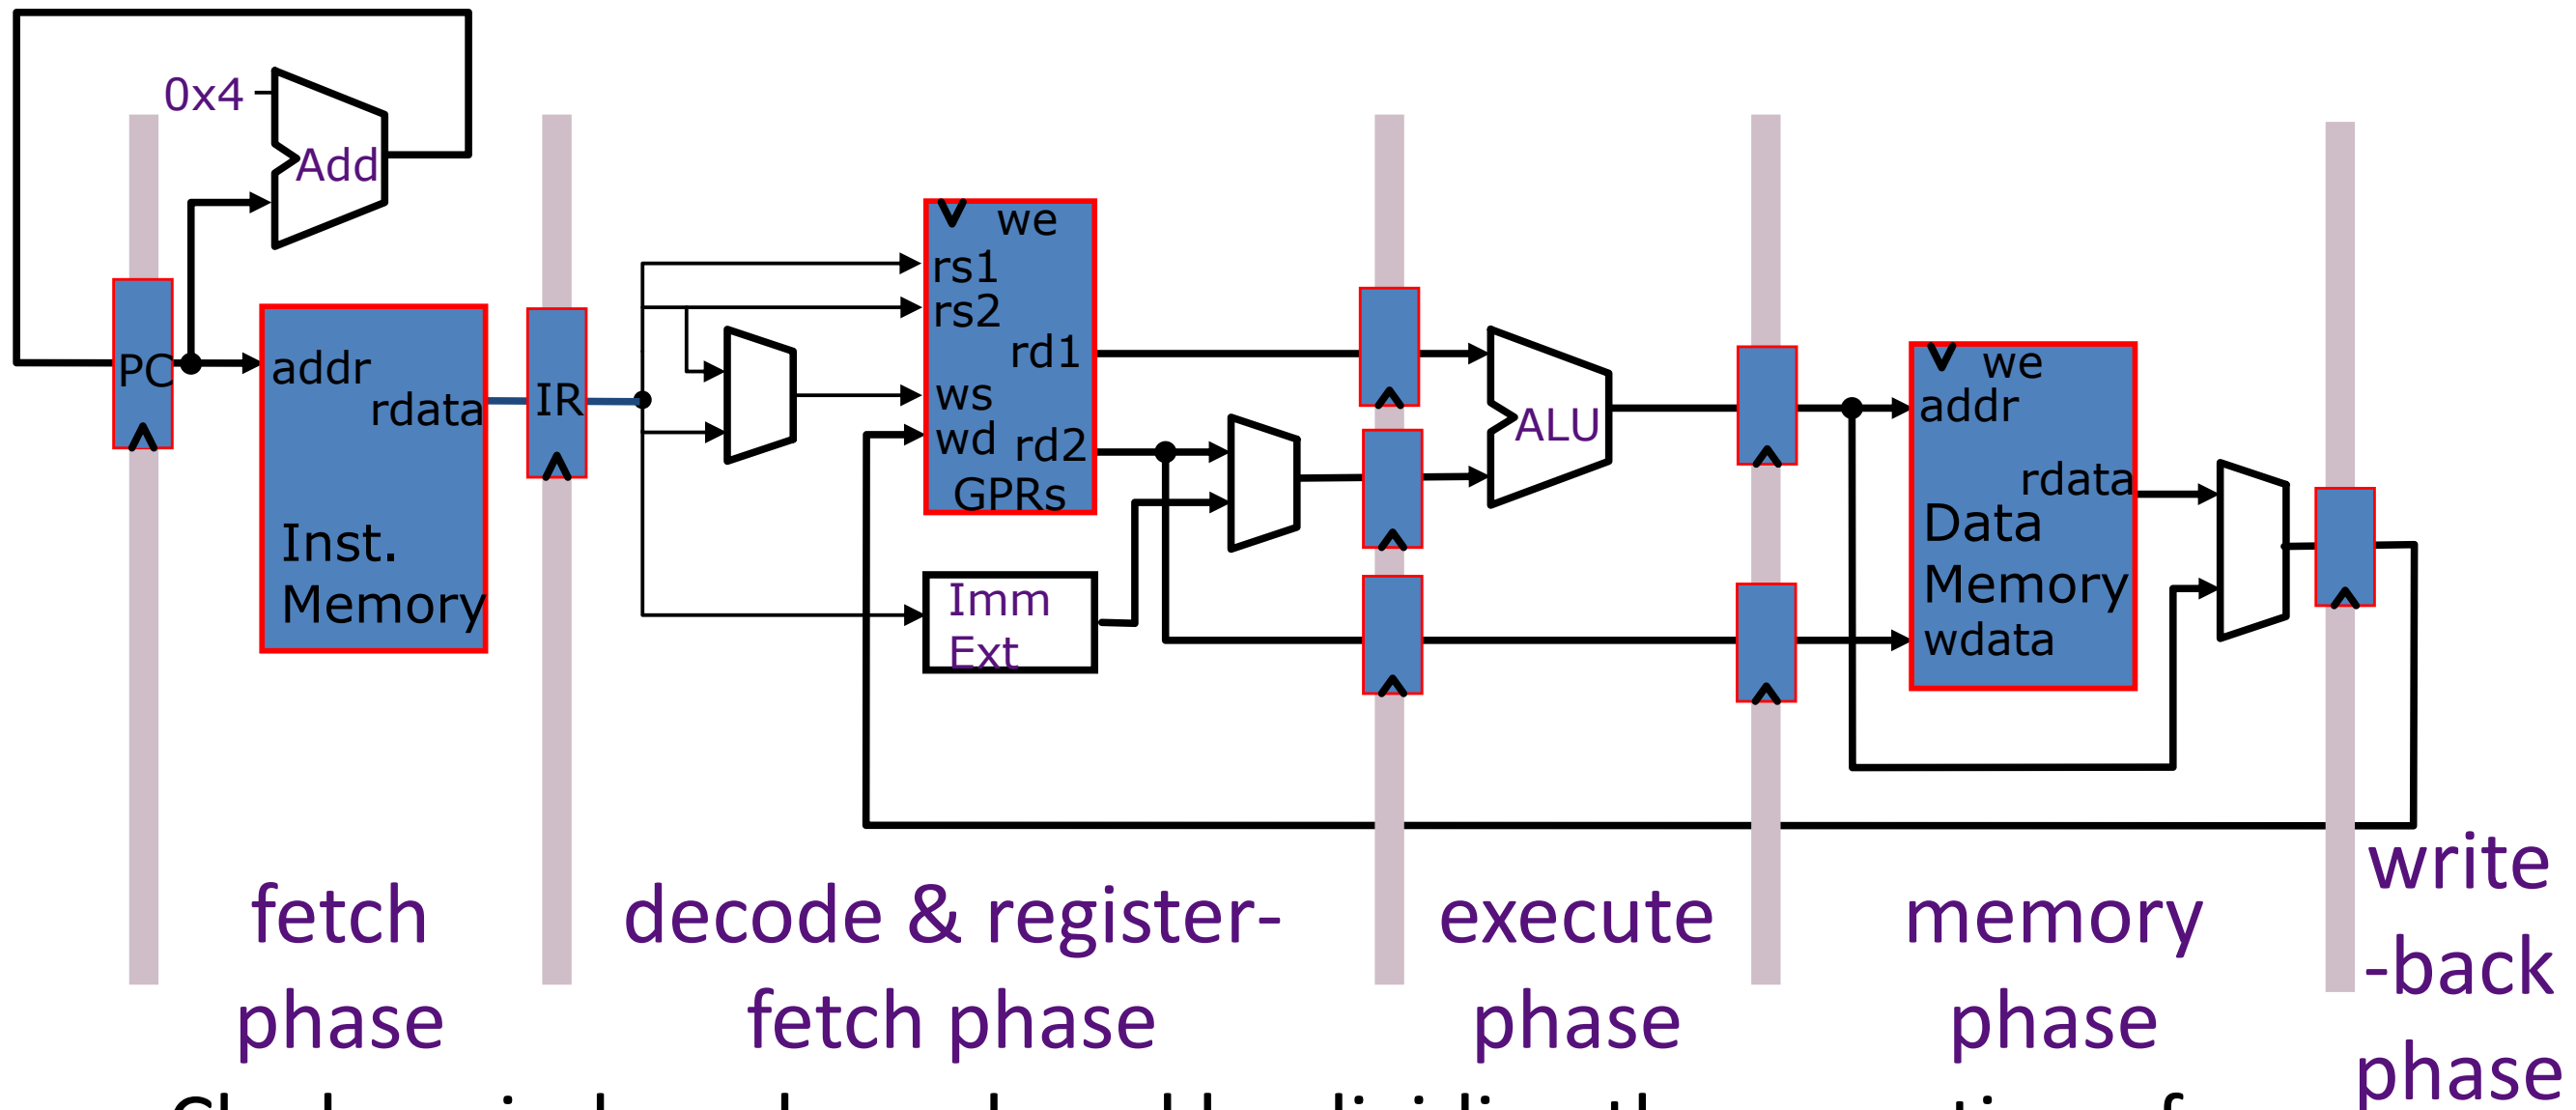 0x4
Add
PC
addr
rdata
Inst.
Memory
IR
we
rs1
rs2
rd1
ws
wd
rd2
GPRs
Imm
Ext
ALU
we
addr
rdata
Data
Memory
wdata
fetch
phase
decode & register-
fetch phase
execute
phase
memory
phase
write
-back
phase